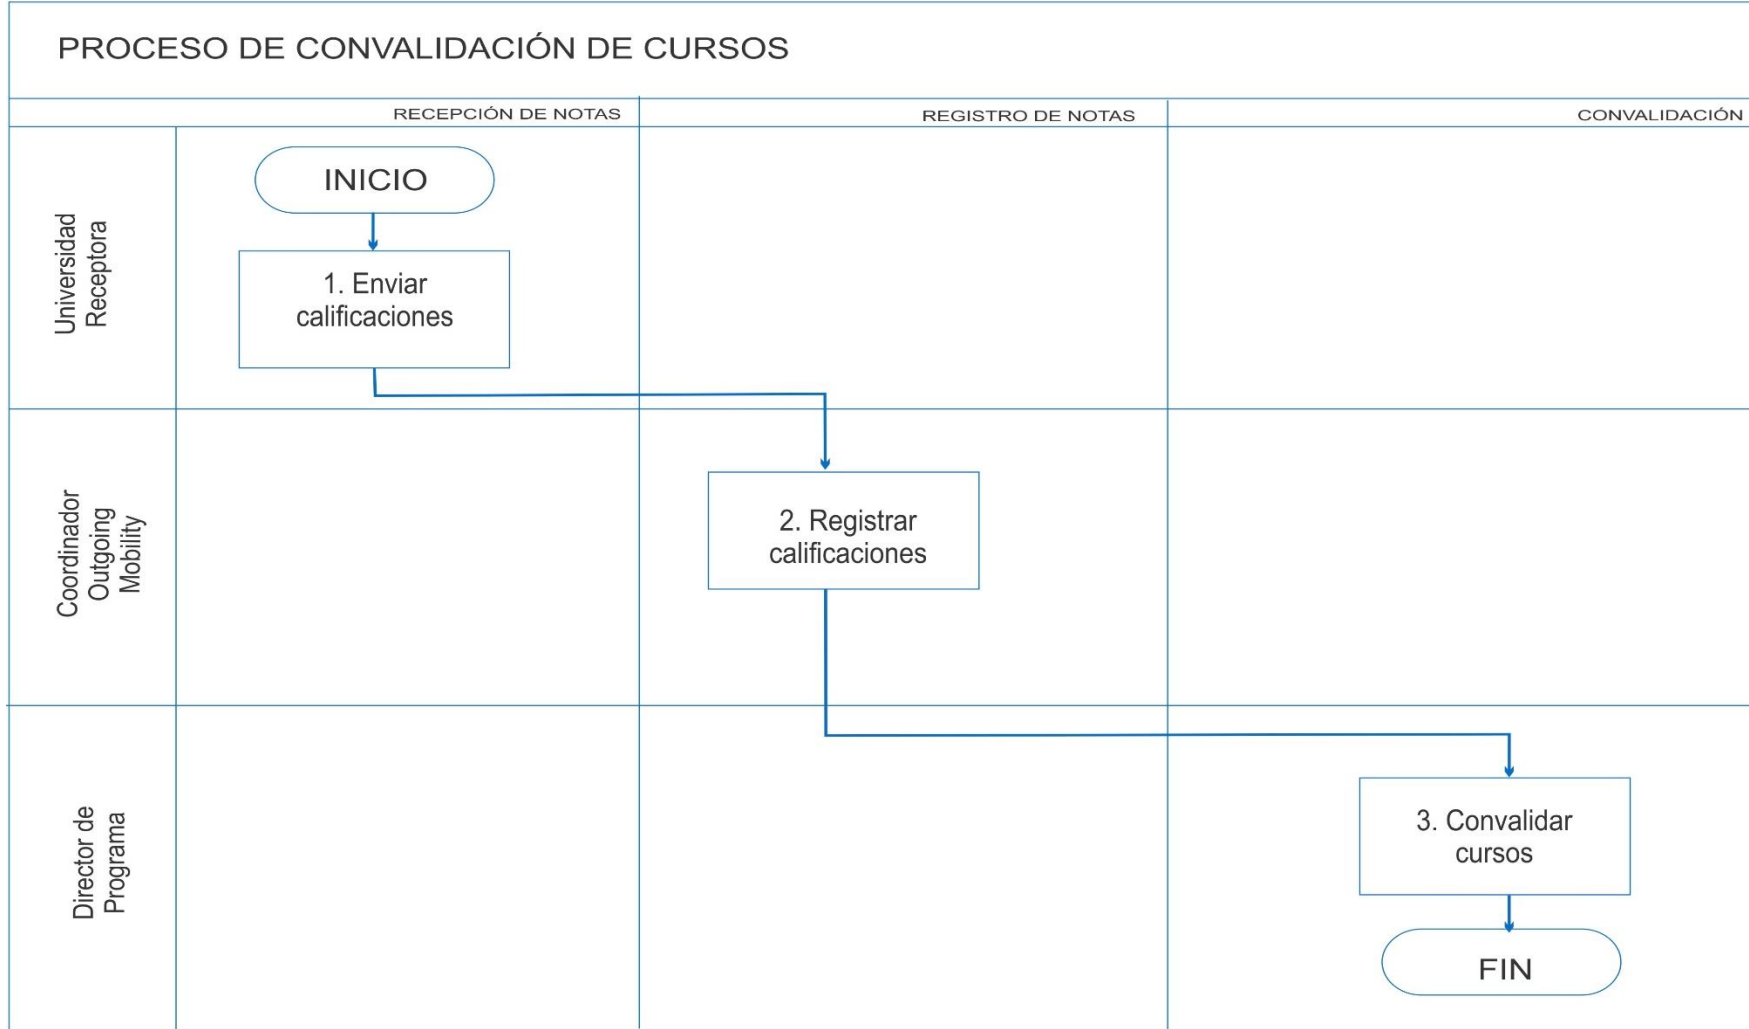 PROCESO DE CONVALIDACIÓN DE CURSOS
RECEPCIÓN DE NOTAS
REGISTRO DE NOTAS
CONVALIDACIÓN
Universidad
Receptora
INICIO
1. Enviar
calificaciones
Coordinador
Outgoing
Mobility
2. Registrar
calificaciones
Director de
Programa
3. Convalidar
cursos
FIN